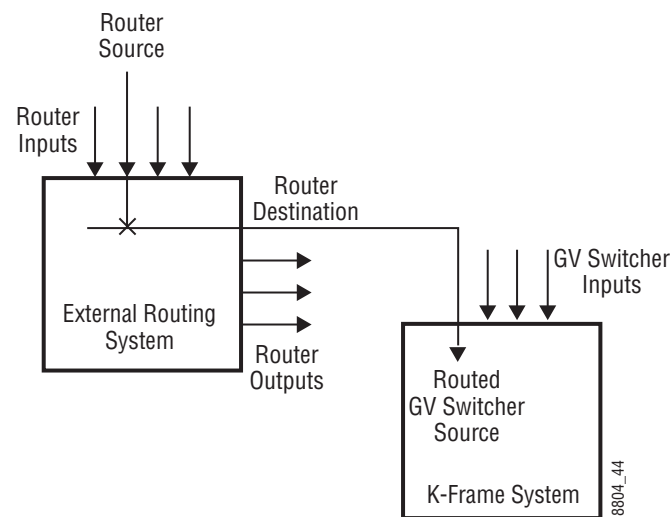 Router
Source
Router
Inputs
Router
Destination
GV Switcher
Inputs
External Routing
System
Router
Outputs
Routed
GV Switcher
Source
K-Frame System
8804_44